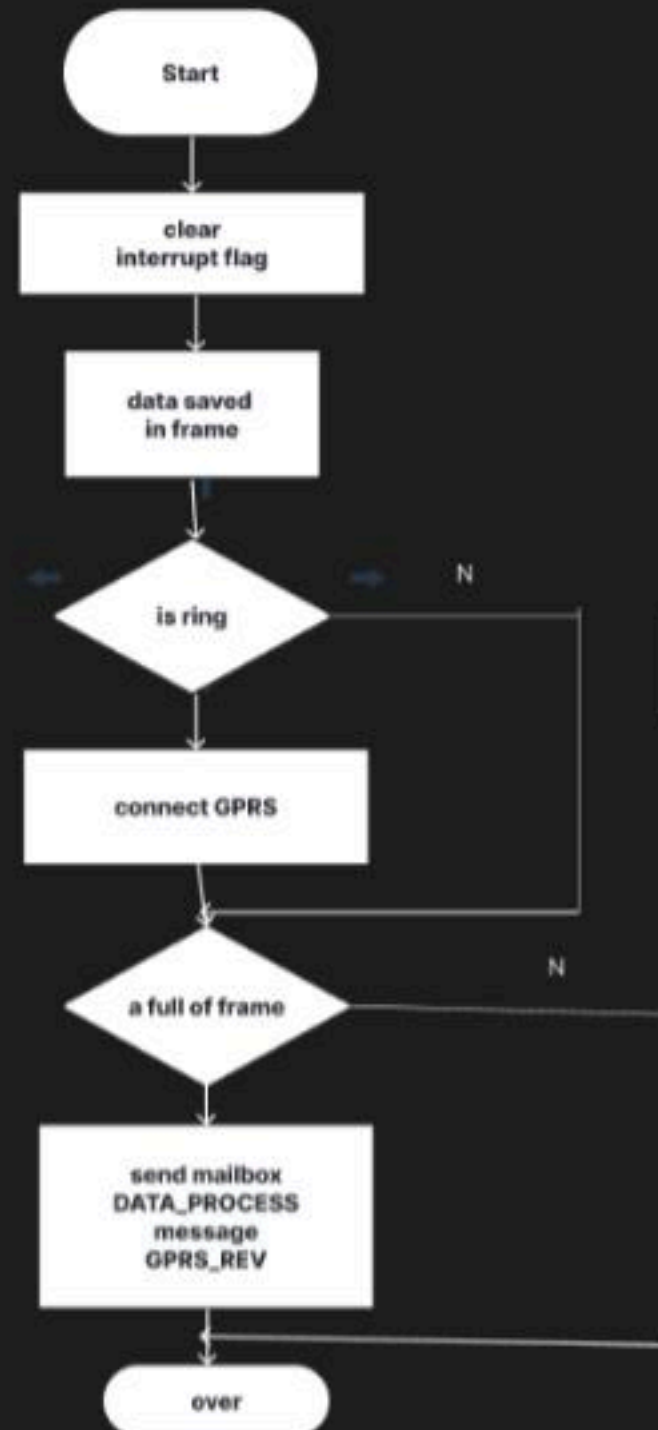 Start
clear
interrupt flag
data saved
in frame
is ring
N
connect GPRS
N
a full of frame
send mailbox
DATA_PROCESS
message
GPRS_REV
over